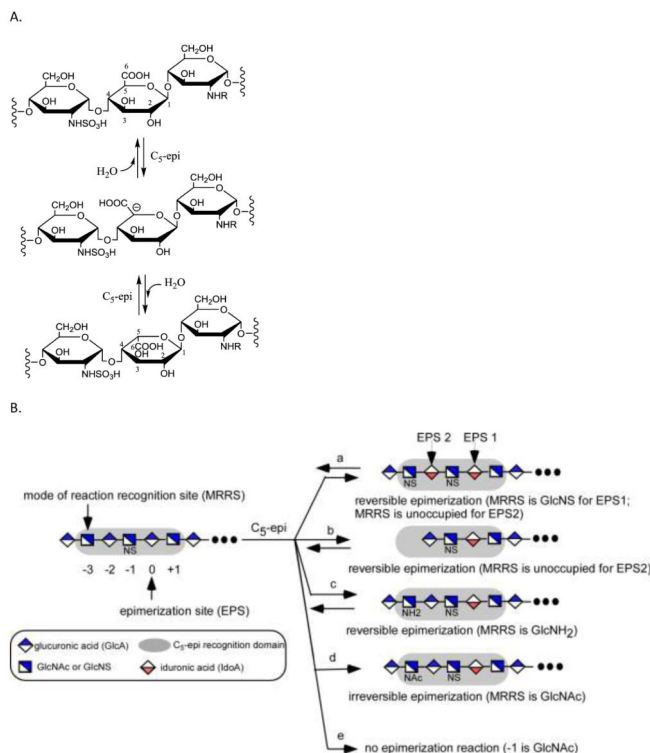 A.
CH₂OH
6
COOH
CH₂OH
5
O
O
4
O
O
OH
OH
2
1
OH
O
O
3
OH
NHR
NHSO₃H
H₂O
C₅-epi
CH₂OH
CH₂OH
HOOC
⊖
O
O
O
O
OH
OH
OH
O
O
OH
NHR
NHSO₃H
C₅-epi
H₂O
CH₂OH
CH₂OH
5
O
O
4
6
COOH
O
O
OH
OH
2
1
OH
O
O
3
OH
NHR
NHSO₃H
B.
EPS 2 EPS 1
a
NS NS
mode of reaction recognition site (MRRS)
reversible epimerization (MRRS is GlcNS for EPS1;
MRRS is unoccupied for EPS2)
C₅-epi
b
NS
NS
-3 -2 -1 0 +1
reversible epimerization (MRRS is unoccupied for EPS2)
c
epimerization site (EPS)
NH2 NS
reversible epimerization (MRRS is GlcNH₂)
glucuronic acid (GlcA)
C₅-epi recognition domain
GlcNAc or GlcNS
iduronic acid (IdoA)
d
NAc NS
irreversible epimerization (MRRS is GlcNAc)
e
no epimerization reaction (-1 is GlcNAc)